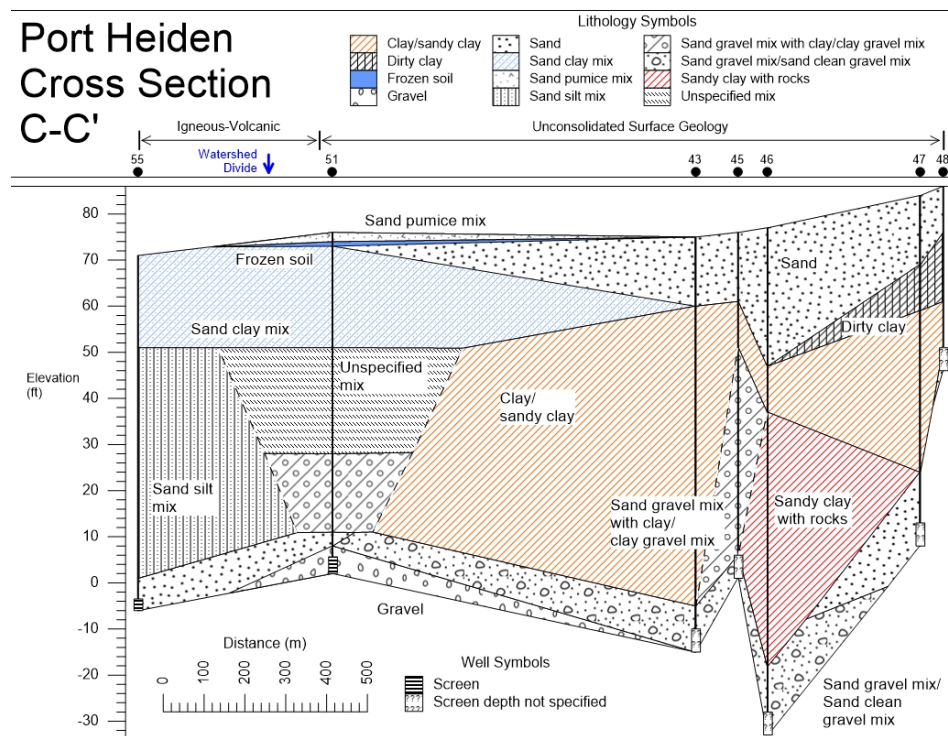 Port Heiden
Cross Section
C-C'
Lithology Symbols
Clay/sandy clay
Dirty clay
Frozen soil
Gravel
Sand
Sand clay mix
Sand pumice mix
Sand silt mix
Sand gravel mix with clay/clay gravel mix
Sand gravel mix/sand clean gravel mix
Sandy clay with rocks
Unspecified mix
Igneous-Volcanic
Unconsolidated Surface Geology
Watershed
Divide
55
51
43
45
46
47
48
80
70
60
50
40
30
20
10
0
-10
-20
-30
Elevation
(ft)
Sand pumice mix
Frozen soil
Sand
Sand clay mix
Dirty clay
Unspecified
mix
Clay/
sandy clay
Sand silt
mix
Sand gravel mix
with clay/
clay gravel mix
Sandy clay
with rocks
Gravel
Distance (m)
0
100
200
300
400
500
Well Symbols
Screen
Screen depth not specified
Sand gravel mix/
Sand clean
gravel mix